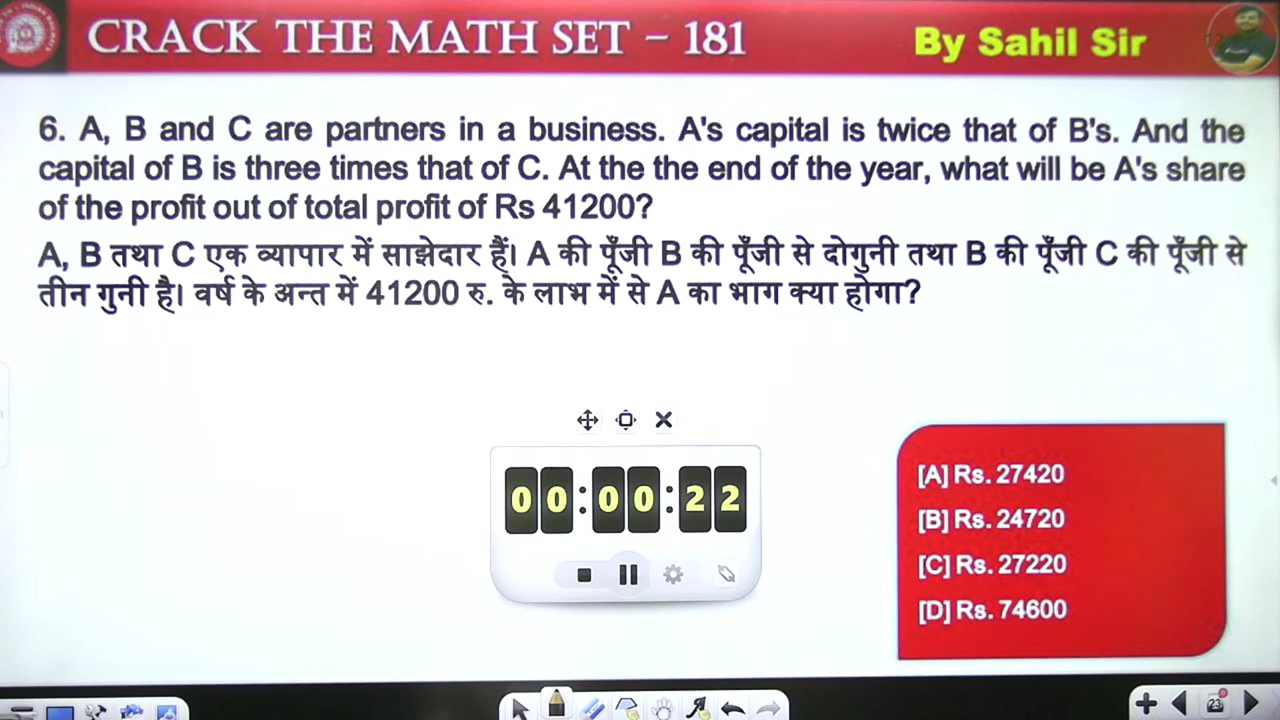 CRACK THE MATH SET – 181
By Sahil Sir
6. A, B and C are partners in a business. A's capital is twice that of B's. And the
capital of B is three times that of C. At the the end of the year, what will be A's share
of the profit out of total profit of Rs 41200?
A, B तथा C एक व्यापार में साझेदार हैं। A की पूँजी B की पूँजी से दोगुनी तथा B की पूँजी C की पूँजी से
तीन गुनी है। वर्ष के अन्त में 41200 रु. के लाभ में से A का भाग क्या होगा?
00:00:22
[A] Rs. 27420
[B] Rs. 24720
[C] Rs. 27220
[D] Rs. 74600
23